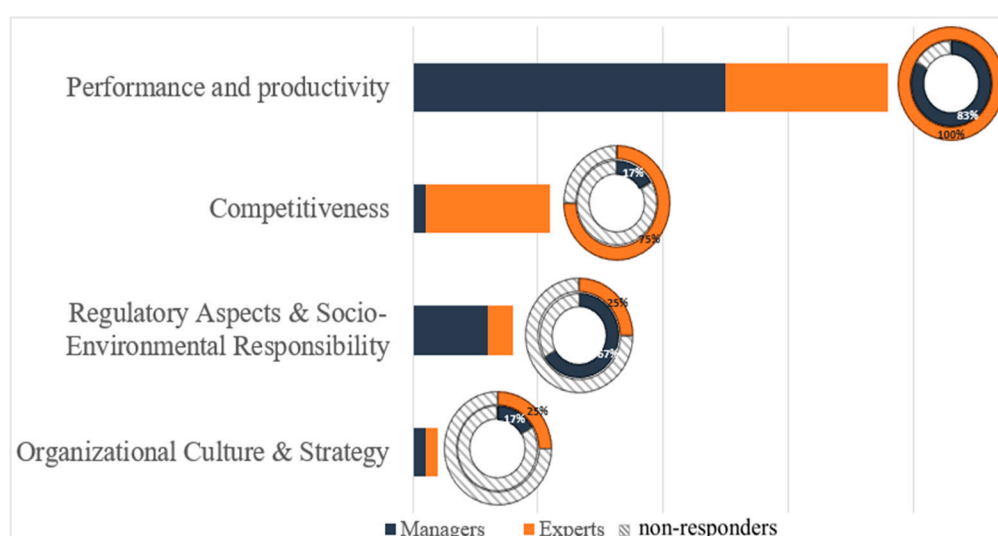 Performance and productivity
83%
100%
Competitiveness
17%
75%
Regulatory Aspects & Socio-
Environmental Responsibility
25%
67%
Organizational Culture & Strategy
25%
17%
Managers Experts non-responders